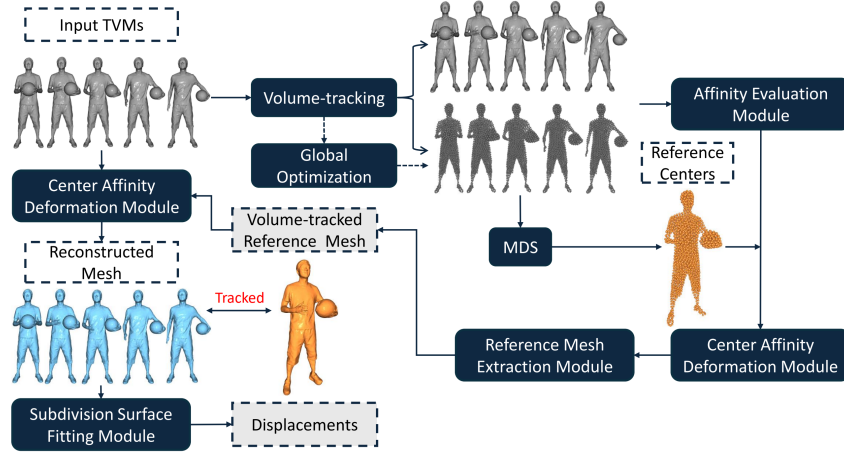 Input TVMs
Volume-tracking
Affinity Evaluation
Module
Global
Optimization
Reference
Centers
Center Affinity
Deformation Module
Volume-tracked
Reference Mesh
MDS
Reconstructed
Mesh
Tracked
Reference Mesh
Extraction Module
Center Affinity
Deformation Module
Subdivision Surface
Fitting Module
Displacements